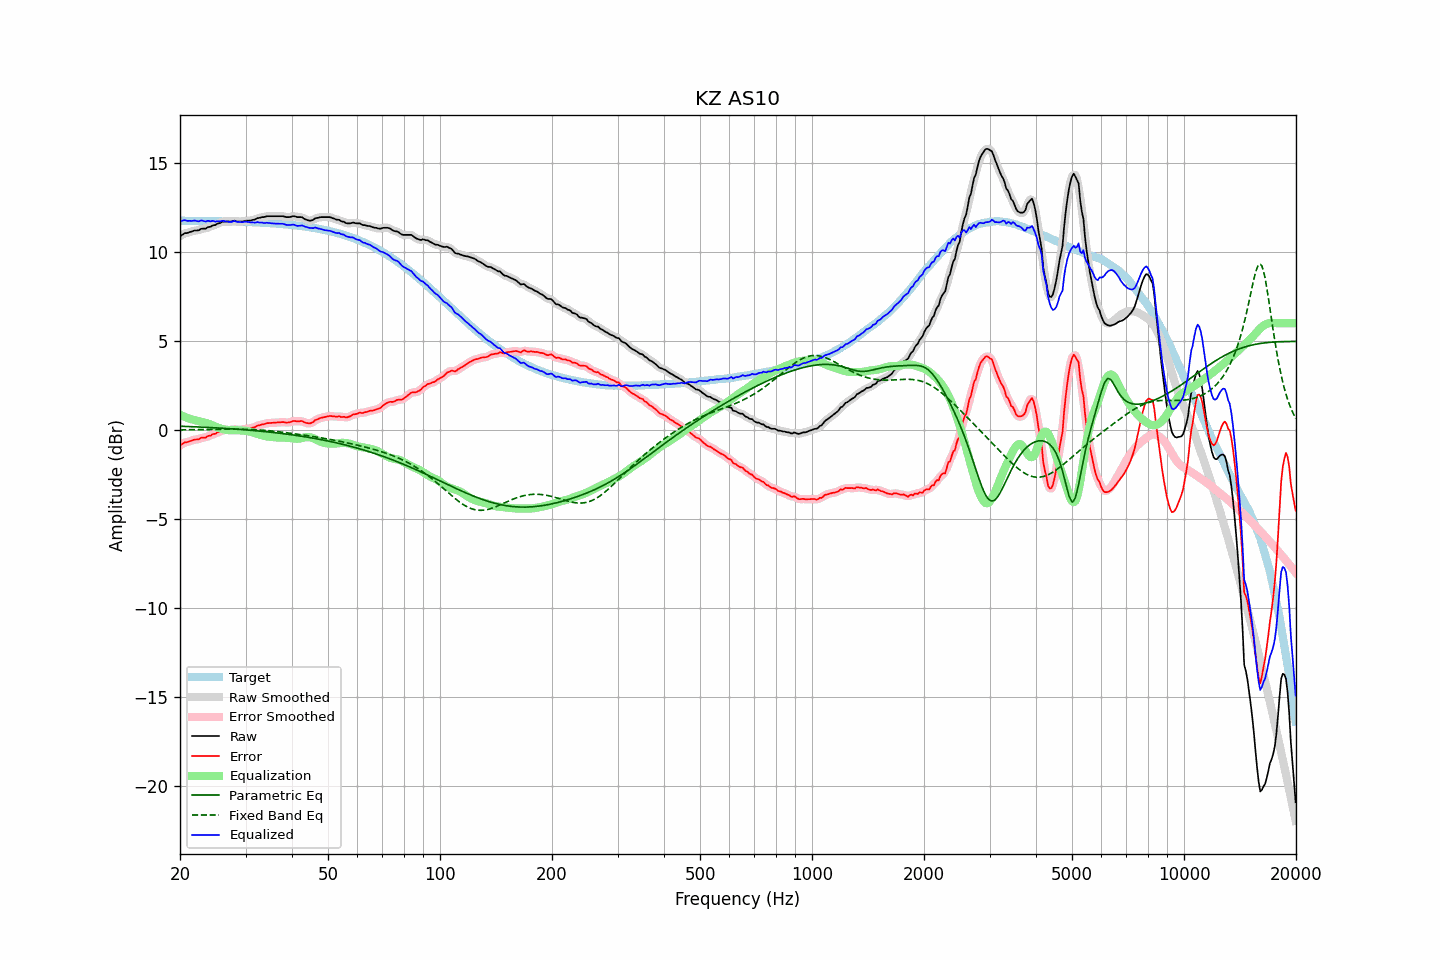 KZ AS10
Amplitude (dBr)
15
10
5
0
−5
−10
−15
−20
Target
Raw Smoothed
Error Smoothed
Raw
Error
Equalization
Parametric Eq
Fixed Band Eq
Equalized
20 50 100 200 500 1000 2000 5000 10000 20000
Frequency (Hz)